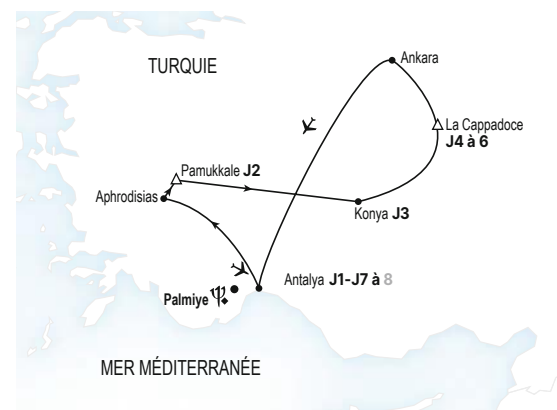 TURQUIE
Ankara
La Cappadoce
J4 à 6
Pamukkale J2
Aphrodisias
Konya J3
Antalya J1-J7 à 8
Palmiye
MER MÉDITERRANÉE